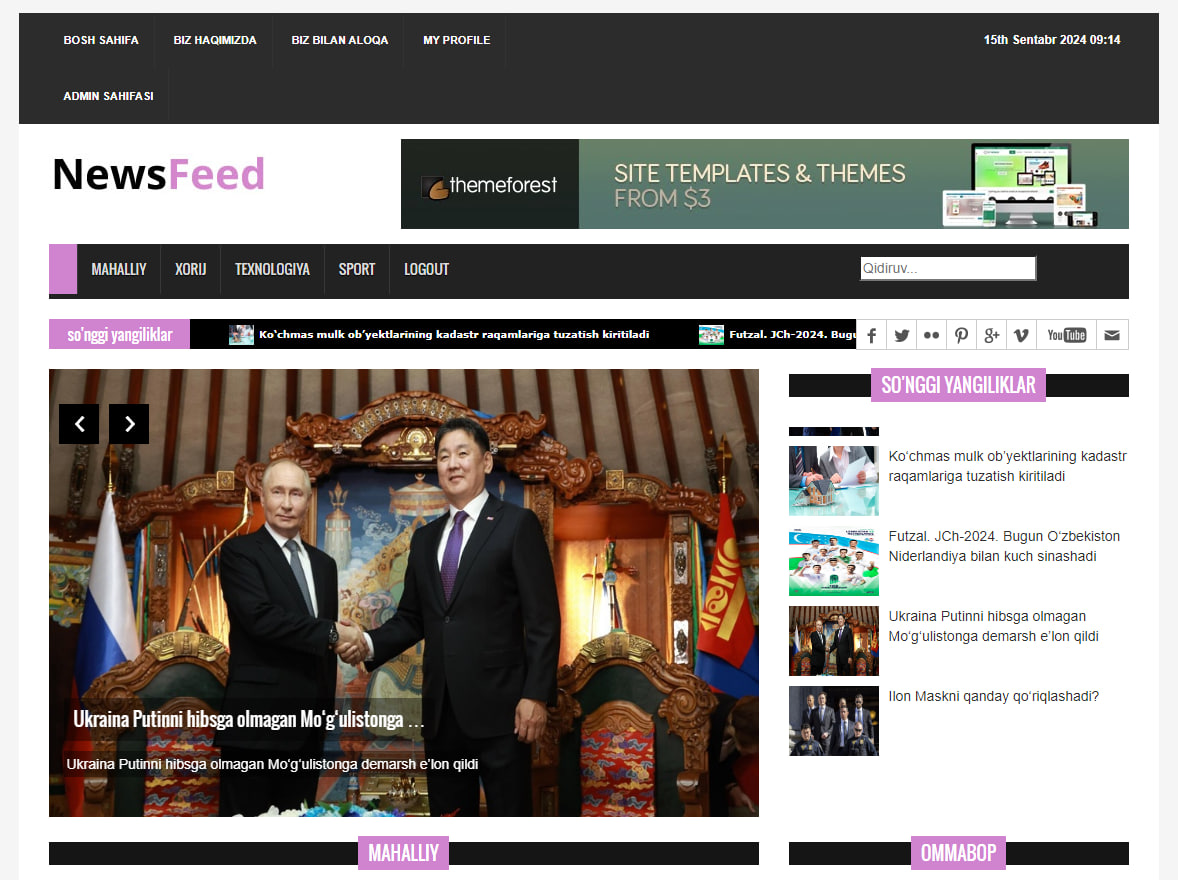 BOSH SAHIFA BIZ HAQIMIZDA BIZ BILAN ALOQA MY PROFILE 15th Sentabr 2024 09:14
ADMIN SAHIFASI
NewsFeed
themeforest
SITE TEMPLATES & THEMES
FROM $3
MAHALLIY XORIJ TEXNOLOGIYA SPORT LOGOUT Qidiruv...
so'nggi yangiliklar Ko‘chmas mulk ob’yektlarining kadastr raqamlariga tuzatish kiritiladi Futzal. JCh-2024. Bugu You Tube
SO'NGGI YANGILIKLAR
Ko‘chmas mulk ob’yektlarining kadastr
raqamlariga tuzatish kiritiladi
Futzal. JCh-2024. Bugun O‘zbekiston
Niderlandiya bilan kuch sinashadi
Ukraina Putinni hibsga olmagan
Mo‘g‘ulistonga demarsh e’lon qildi
Ilon Maskni qanday qo‘riqlashadi?
Ukraina Putinni hibsga olmagan Mo‘g‘ulistonga …
Ukraina Putinni hibsga olmagan Mo‘g‘ulistonga demarsh e’lon qildi
MAHALLIY
OMMABOP